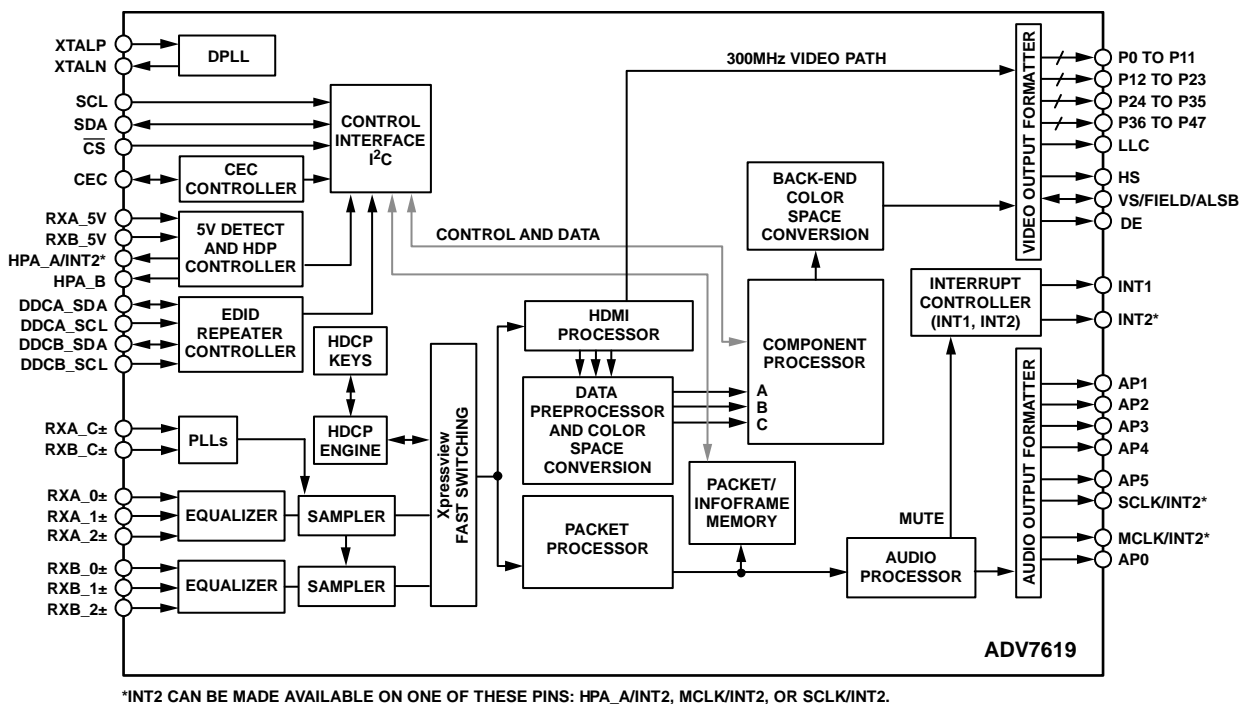 XTALP
XTALN
DPLL
SCL
SDA
CS
CEC
CEC
CONTROLLER
CONTROL
INTERFACE
I²C
RXA_5V
RXB_5V
HPA_A/INT2*
HPA_B
5V DETECT
AND HDP
CONTROLLER
DDCA_SDA
DDCA_SCL
DDCB_SDA
DDCB_SCL
EDID
REPEATER
CONTROLLER
HDCP
KEYS
HDCP
ENGINE
RXA_C±
RXB_C±
PLLs
RXA_0±
RXA_1±
RXA_2±
EQUALIZER
SAMPLER
RXB_0±
RXB_1±
RXB_2±
EQUALIZER
SAMPLER
Xpressview
FAST SWITCHING
CONTROL AND DATA
300MHz VIDEO PATH
HDMI
PROCESSOR
DATA
PREPROCESSOR
AND COLOR
SPACE
CONVERSION
A
B
C
COMPONENT
PROCESSOR
BACK-END
COLOR
SPACE
CONVERSION
PACKET
PROCESSOR
PACKET/
INFOFRAME
MEMORY
MUTE
AUDIO
PROCESSOR
INTERRUPT
CONTROLLER
(INT1, INT2)
VIDEO OUTPUT FORMATTER
P0 TO P11
P12 TO P23
P24 TO P35
P36 TO P47
LLC
HS
VS/FIELD/ALSB
DE
INT1
INT2*
AUDIO OUTPUT FORMATTER
AP1
AP2
AP3
AP4
AP5
SCLK/INT2*
MCLK/INT2*
AP0
ADV7619
*INT2 CAN BE MADE AVAILABLE ON ONE OF THESE PINS: HPA_A/INT2, MCLK/INT2, OR SCLK/INT2.